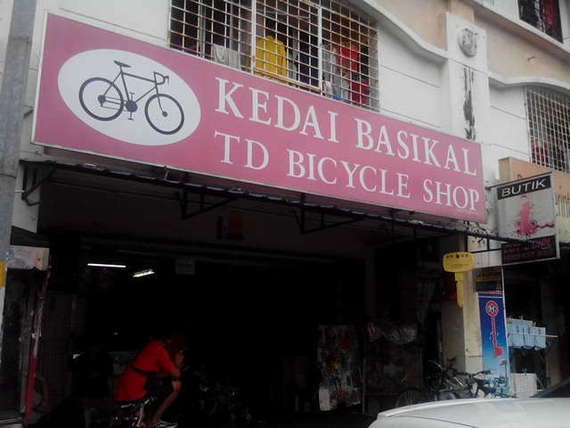 KEDAI BASIKAL
TD BICYCLE SHOP
BUTIK